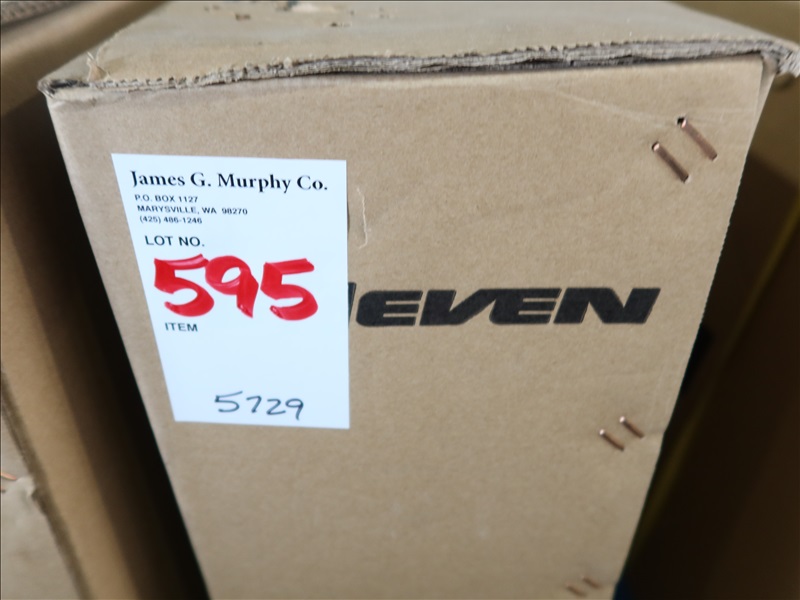 James G. Murphy Co.
P.O. BOX 1127
MARYSVILLE, WA 98270
(425) 486-1246
LOT NO.
595
ITEM
5729
EVEN